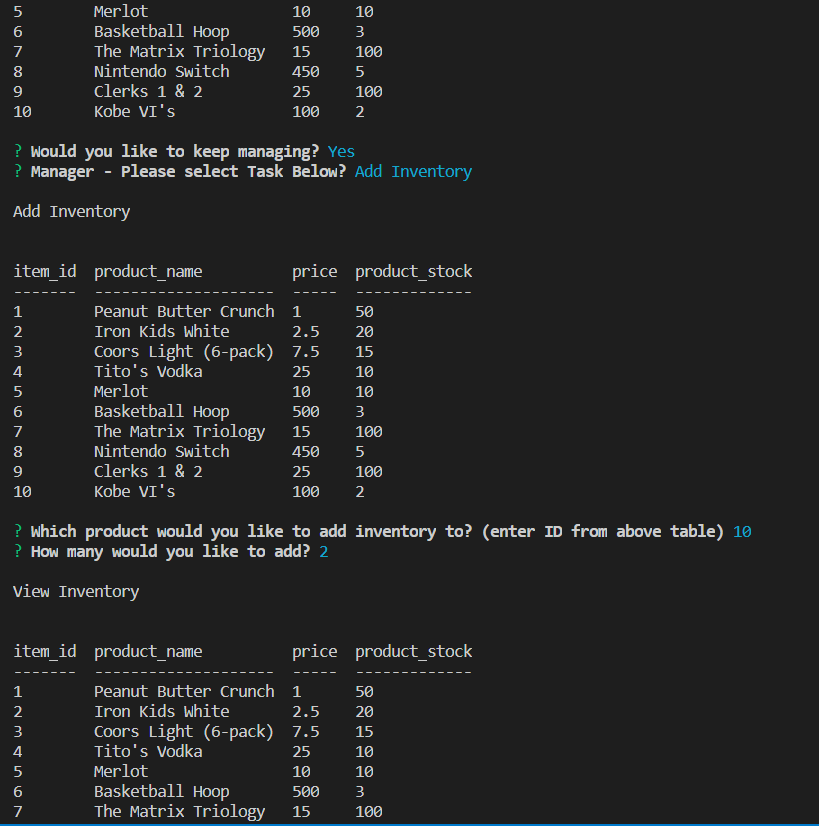 5        Merlot                10     10
6        Basketball Hoop       500    3
7        The Matrix Triology   15     100
8        Nintendo Switch       450    5
9        Clerks 1 & 2          25     100
10       Kobe VI's             100    2
? Would you like to keep managing? Yes
? Manager - Please select Task Below? Add Inventory
Add Inventory
item_id  product_name          price  product_stock
-------  --------------------  -----  -------------
1        Peanut Butter Crunch  1      50
2        Iron Kids White       2.5    20
3        Coors Light (6-pack)  7.5    15
4        Tito's Vodka          25     10
5        Merlot                10     10
6        Basketball Hoop       500    3
7        The Matrix Triology   15     100
8        Nintendo Switch       450    5
9        Clerks 1 & 2          25     100
10       Kobe VI's             100    2
? Which product would you like to add inventory to? (enter ID from above table) 10
? How many would you like to add? 2
View Inventory
item_id  product_name          price  product_stock
-------  --------------------  -----  -------------
1        Peanut Butter Crunch  1      50
2        Iron Kids White       2.5    20
3        Coors Light (6-pack)  7.5    15
4        Tito's Vodka          25     10
5        Merlot                10     10
6        Basketball Hoop       500    3
7        The Matrix Triology   15     100